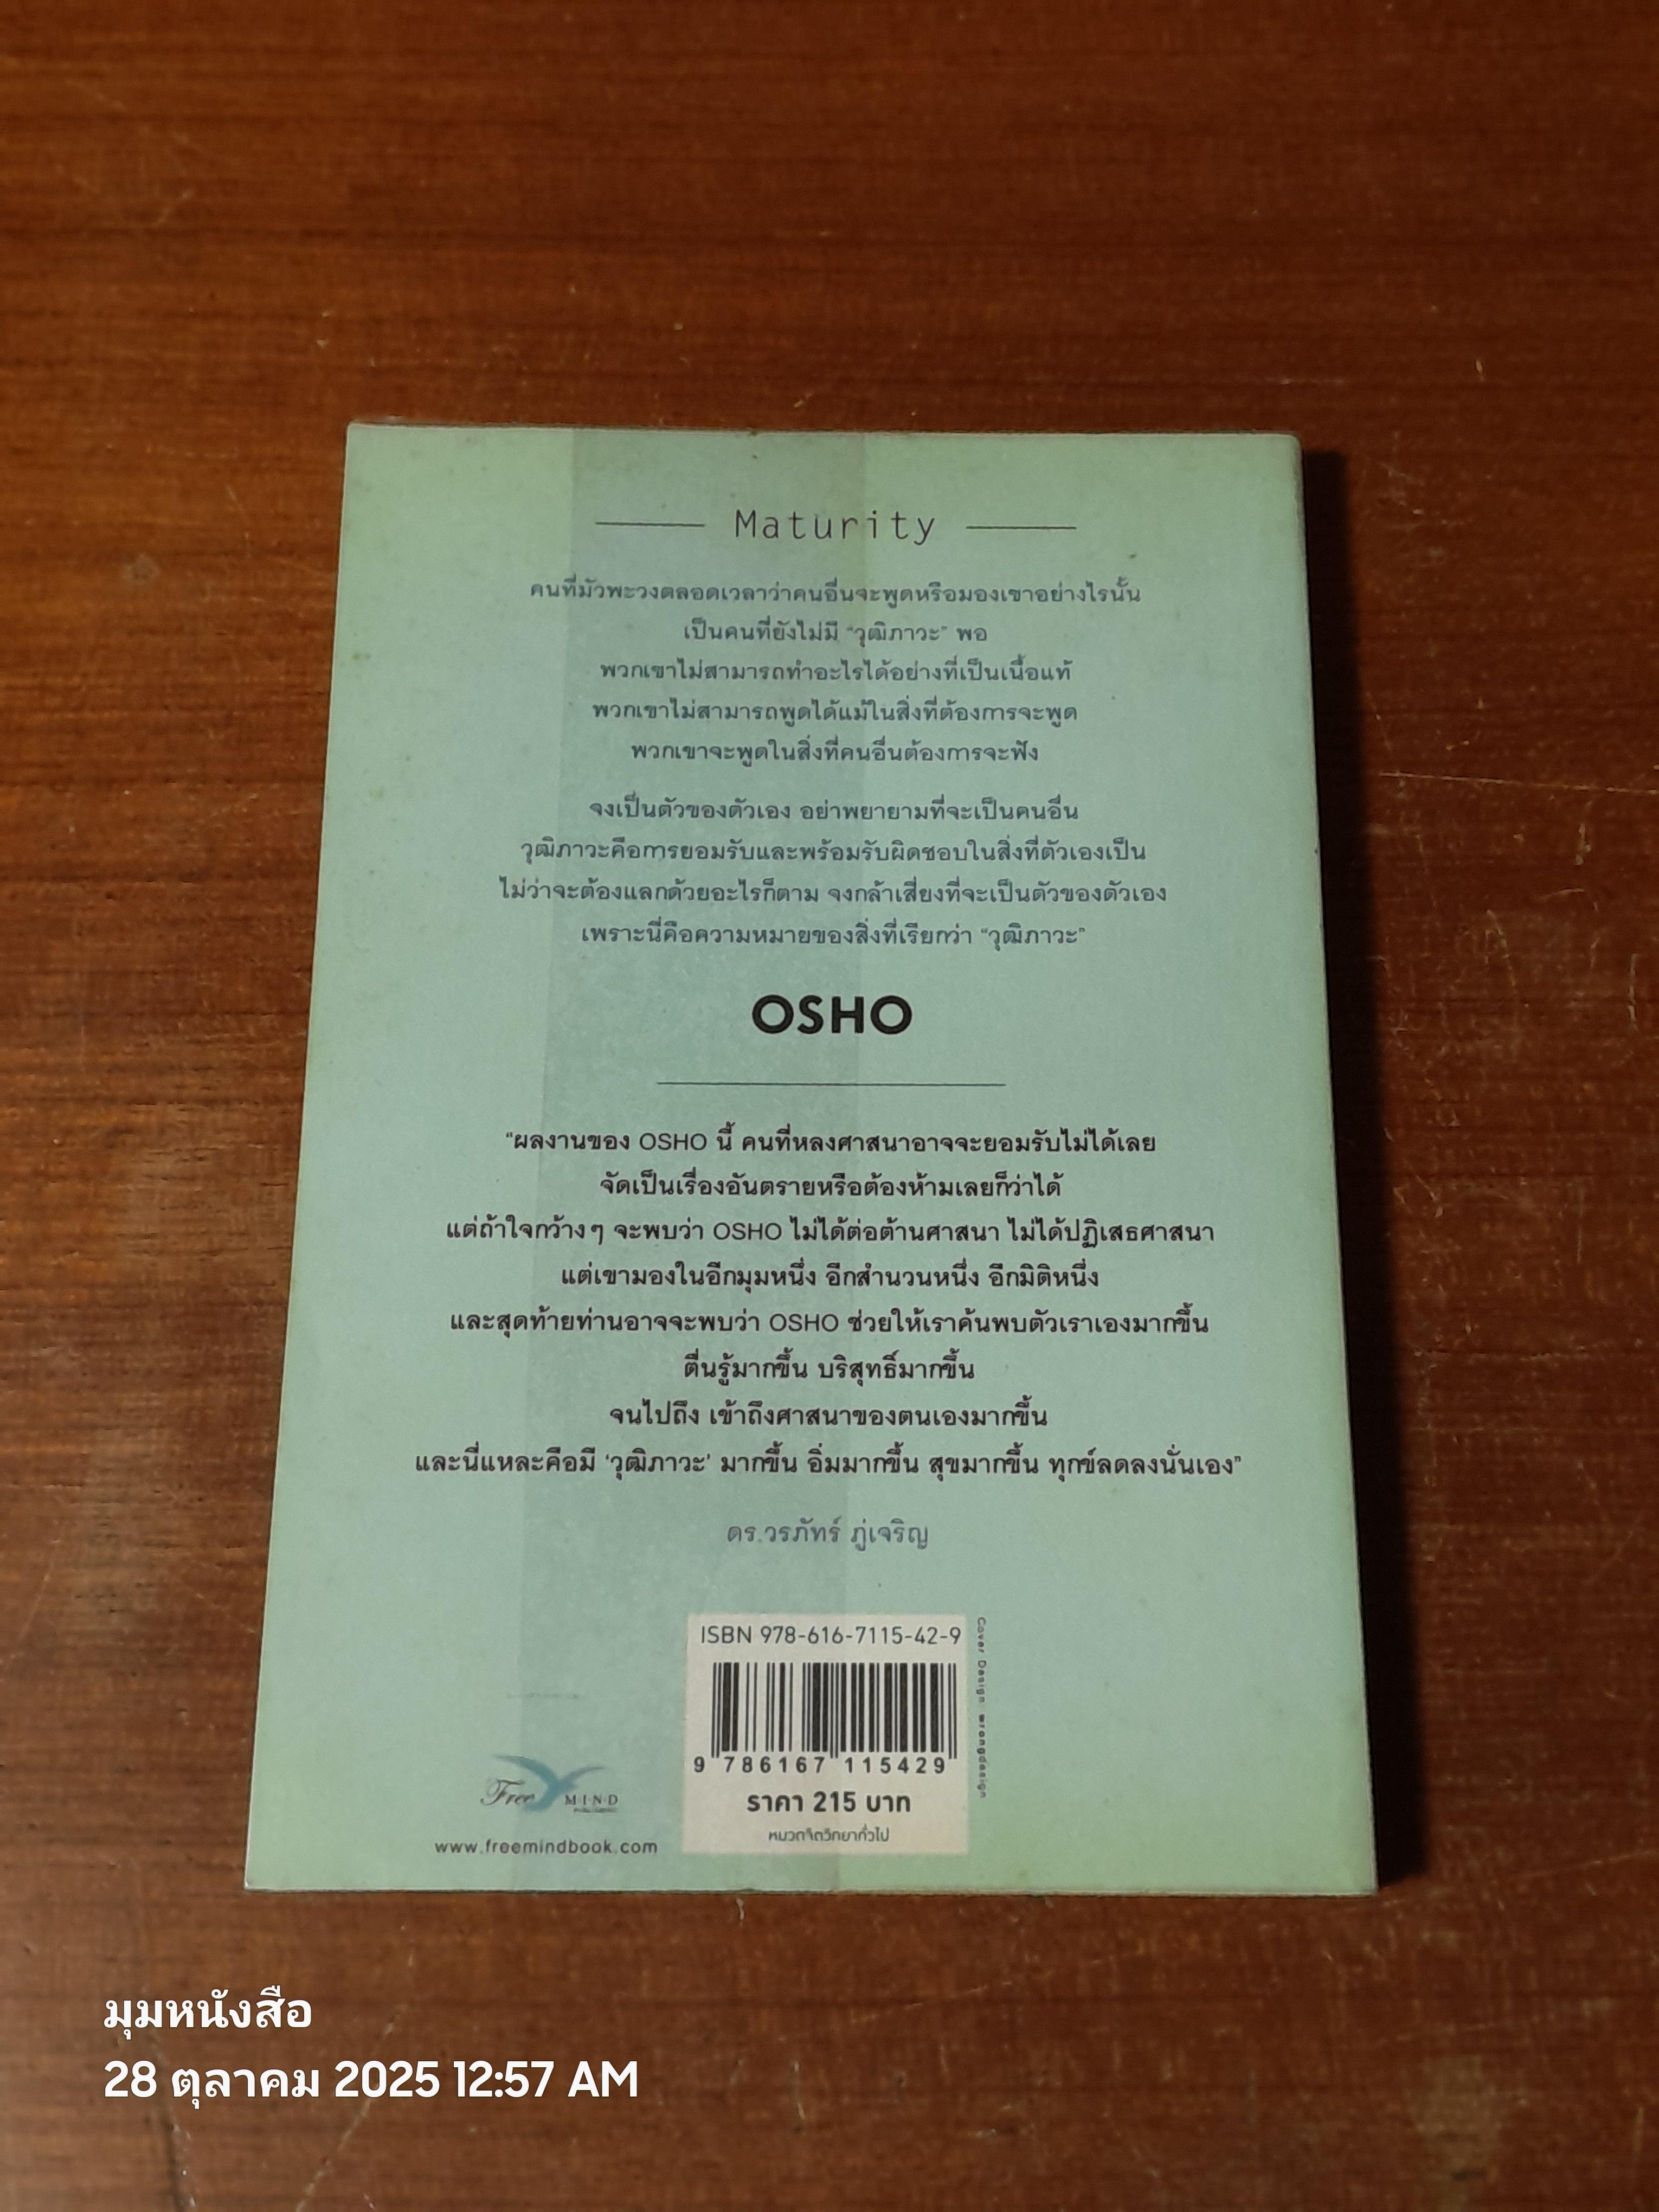 Maturity
คนที่มัวพะวงตลอดเวลาว่าคนอื่นจะพูดหรือมองเขาอย่างไรนั้น
เป็นคนที่ยังไม่มี “วุฒิภาวะ” พอ
พวกเขาไม่สามารถทำอะไรได้อย่างที่เป็นเนื้อแท้
พวกเขาไม่สามารถพูดได้แม้ในสิ่งที่ต้องการจะพูด
พวกเขาจะพูดในสิ่งที่คนอื่นต้องการจะฟัง
จงเป็นตัวของตัวเอง อย่าพยายามที่จะเป็นคนอื่น
วุฒิภาวะคือการยอมรับและพร้อมรับผิดชอบในสิ่งที่ตัวเองเป็น
ไม่ว่าจะต้องแลกด้วยอะไรก็ตาม จงกล้าเสี่ยงที่จะเป็นตัวของตัวเอง
เพราะนี่คือความหมายของสิ่งที่เรียกว่า “วุฒิภาวะ”
OSHO
“ผลงานของ OSHO นี้ คนที่หลงศาสนาอาจจะยอมรับไม่ได้เลย
จัดเป็นเรื่องอันตรายหรือต้องห้ามเลยก็ว่าได้
แต่ถ้าใจกว้างๆ จะพบว่า OSHO ไม่ได้ต่อต้านศาสนา ไม่ได้ปฏิเสธศาสนา
แต่เขามองในอีกมุมหนึ่ง อีกสำนวนหนึ่ง อีกมิติหนึ่ง
และสุดท้ายท่านอาจจะพบว่า OSHO ช่วยให้เราค้นพบตัวเราเองมากขึ้น
ตื่นรู้มากขึ้น บริสุทธิ์มากขึ้น
จนไปถึง เข้าถึงศาสนาของตนเองมากขึ้น
และนี่แหละคือมี ‘วุฒิภาวะ’ มากขึ้น อิ่มมากขึ้น สุขมากขึ้น ทุกข์ลดลงนั่นเอง”
ดร.วรภัทร์ ภู่เจริญ
ISBN 978-616-7115-42-9
9 786167 115429
ราคา 215 บาท
หมวดจิตวิทยาทั่วไป
Cover Design wrongdesign
Free MIND
www.freemindbook.com
มุมหนังสือ
28 ตุลาคม 2025 12:57 AM